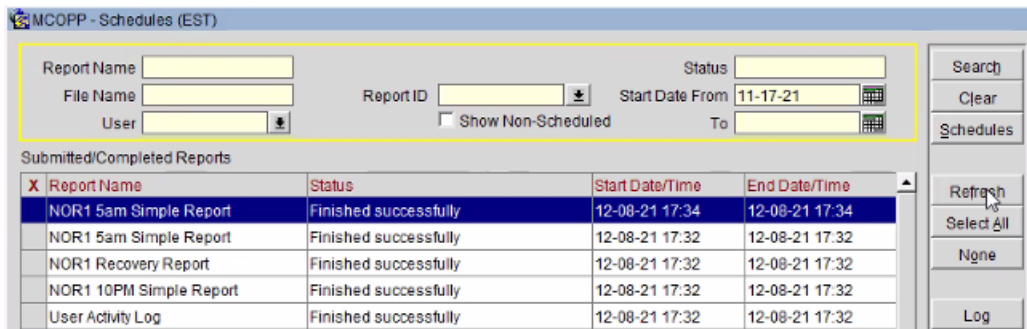 MCOPP - Schedules (EST)
Report Name Status
File Name Report ID Start Date From 11-17-21
User Show Non-Scheduled To
Search
Clear
Schedules
Submitted/Completed Reports
X Report Name Status Start Date/Time End Date/Time
NOR1 5am Simple Report Finished successfully 12-08-21 17:34 12-08-21 17:34
NOR1 5am Simple Report Finished successfully 12-08-21 17:32 12-08-21 17:32
NOR1 Recovery Report Finished successfully 12-08-21 17:32 12-08-21 17:32
NOR1 10PM Simple Report Finished successfully 12-08-21 17:32 12-08-21 17:32
User Activity Log Finished successfully 12-08-21 17:32 12-08-21 17:32
Refresh
Select All
None
Log